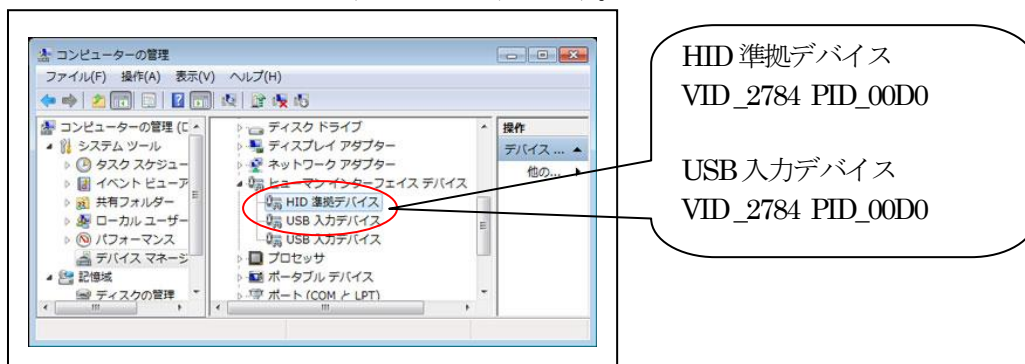 コンピューターの管理
ファイル(F) 操作(A) 表示(V) ヘルプ(H)
コンピューターの管理 (
システム ツール
タスク スケジュー
イベント ビューア
共有フォルダー
ローカル ユーザー
パフォーマンス
デバイス マネージ
記憶域
ディスクの管理
ディスク ドライブ
ディスプレイ アダプター
ネットワーク アダプター
ヒューマン インターフェイス デバイス
HID 準拠デバイス
USB 入力デバイス
USB 入力デバイス
プロセッサ
ポータブル デバイス
ポート (COM と LPT)
操作
デバイス ...
他の...
HID 準拠デバイス
VID_2784 PID_00D0
USB 入力デバイス
VID_2784 PID_00D0